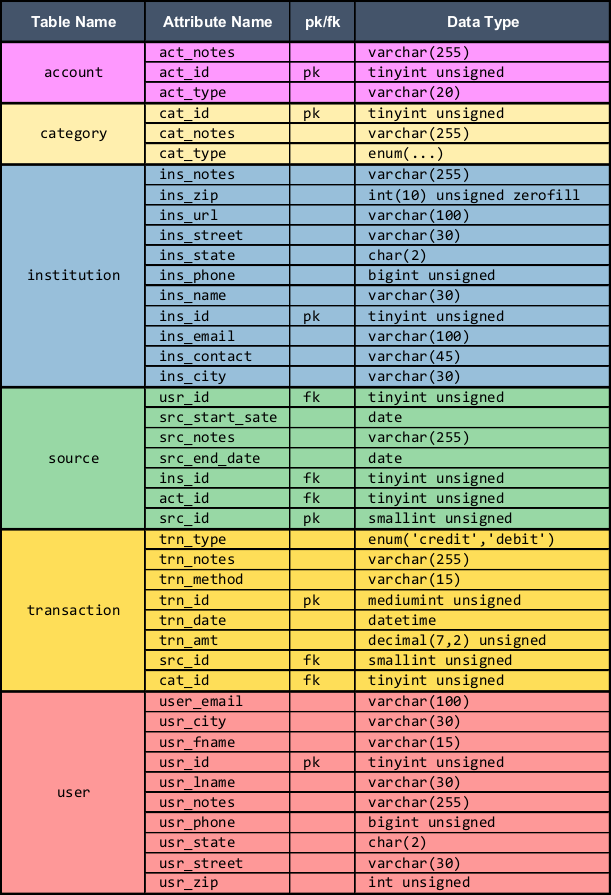 Table Name Attribute Name pk/fk Data Type
act_notes varchar(255)
account act_id pk tinyint unsigned
act_type varchar(20)
cat_id pk tinyint unsigned
category cat_notes varchar(255)
cat_type enum(...)
ins_notes varchar(255)
ins_zip int(10) unsigned zerofill
ins_url varchar(100)
ins_street varchar(30)
ins_state char(2)
institution ins_phone bigint unsigned
ins_name varchar(30)
ins_id pk tinyint unsigned
ins_email varchar(100)
ins_contact varchar(45)
ins_city varchar(30)
usr_id fk tinyint unsigned
src_start_sate date
src_notes varchar(255)
source src_end_date date
ins_id fk tinyint unsigned
act_id fk tinyint unsigned
src_id pk smallint unsigned
trn_type enum('credit','debit')
trn_notes varchar(255)
trn_method varchar(15)
transaction trn_id pk mediumint unsigned
trn_date datetime
trn_amt decimal(7,2) unsigned
src_id fk smallint unsigned
cat_id fk tinyint unsigned
user_email varchar(100)
usr_city varchar(30)
usr_fname varchar(15)
usr_id pk tinyint unsigned
user usr_lname varchar(30)
usr_notes varchar(255)
usr_phone bigint unsigned
usr_state char(2)
usr_street varchar(30)
usr_zip int unsigned